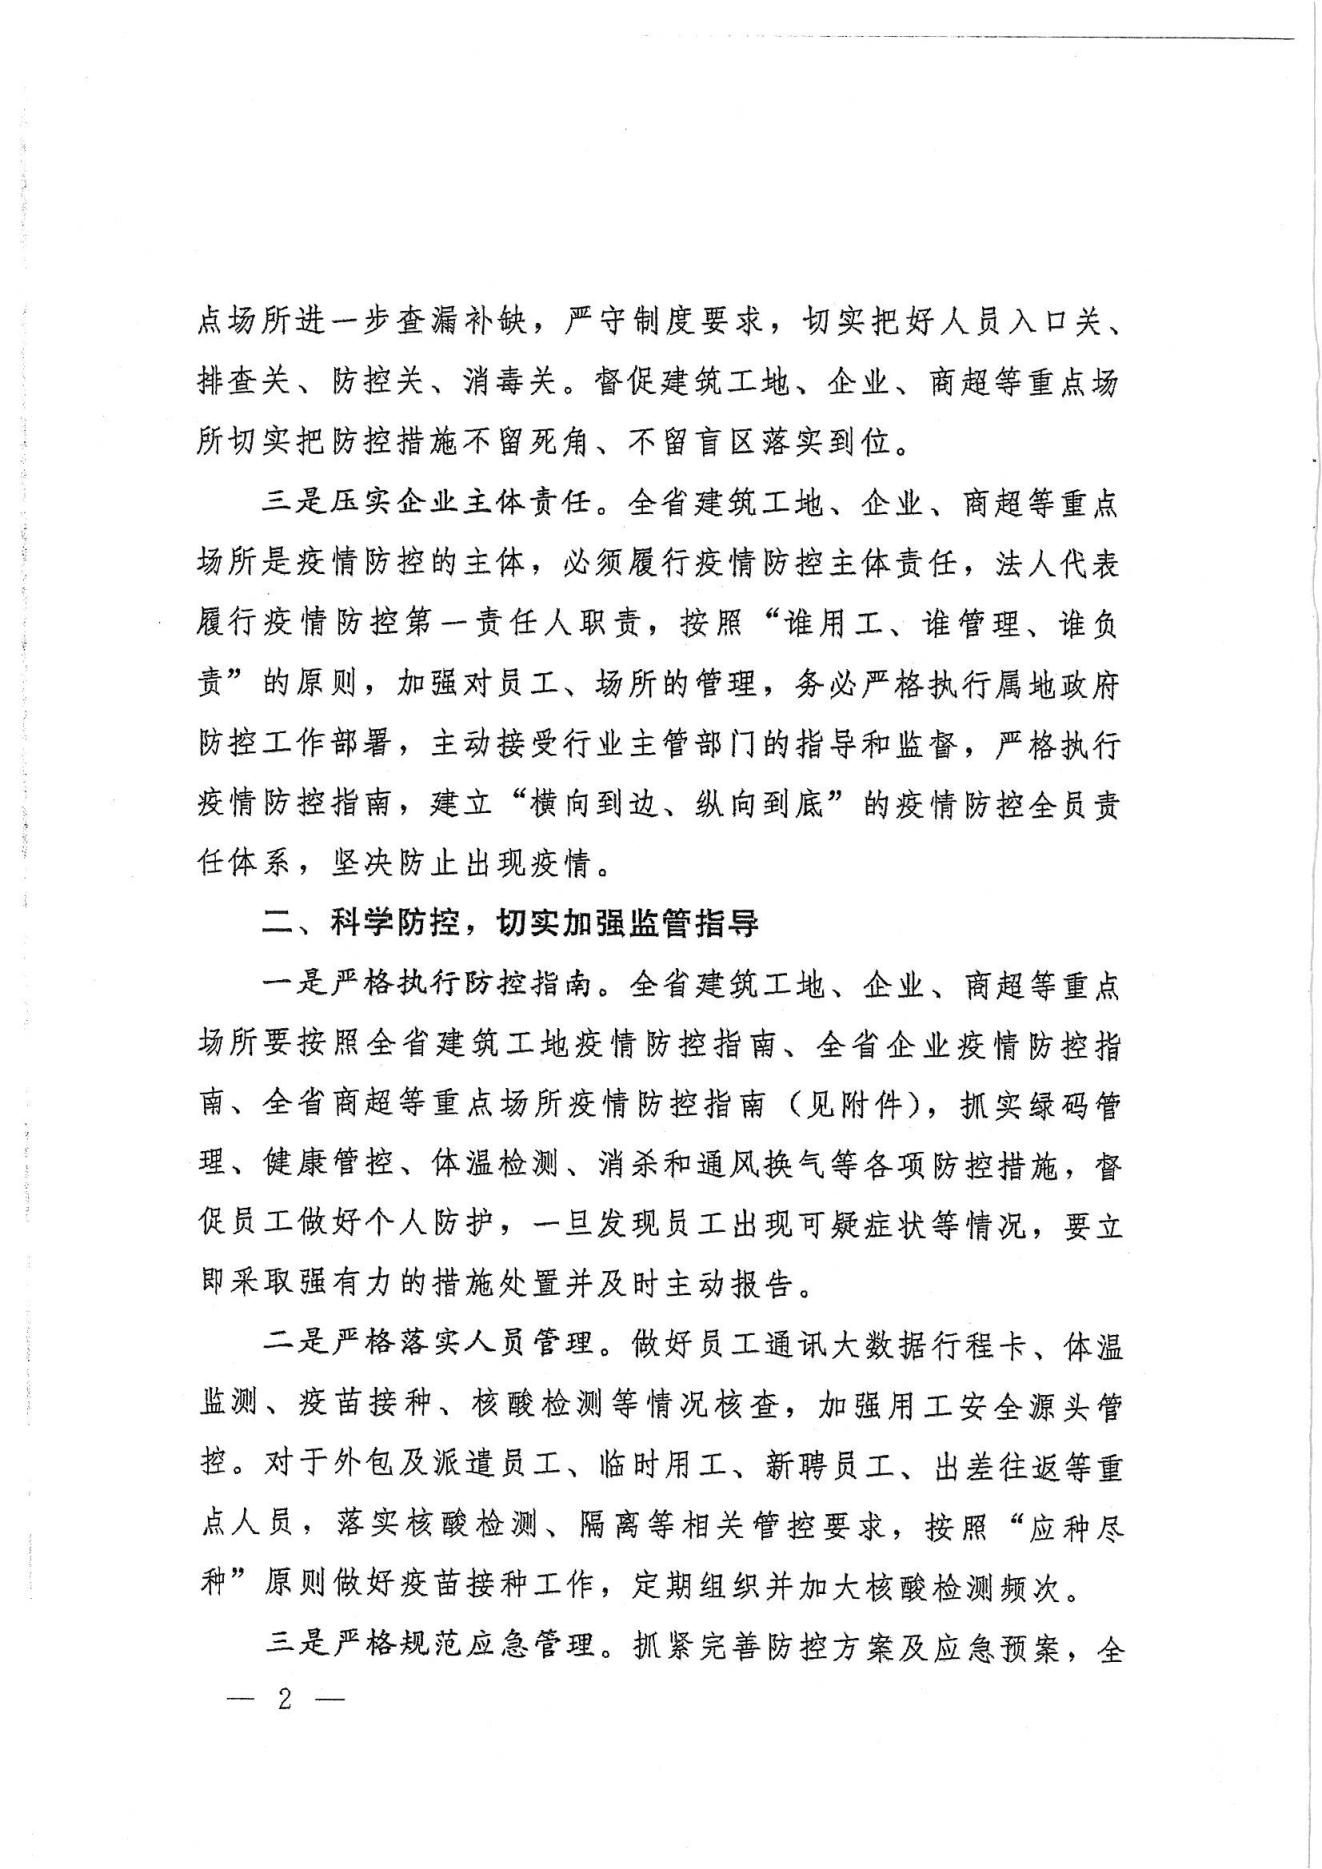 点场所进一步查漏补缺，严守制度要求，切实把好人员入口关、
排查关、防控关、消毒关。督促建筑工地、企业、商超等重点场
所切实把防控措施不留死角、不留盲区落实到位。
三是压实企业主体责任。全省建筑工地、企业、商超等重点
场所是疫情防控的主体，必须履行疫情防控主体责任，法人代表
履行疫情防控第一责任人职责，按照“谁用工、谁管理、谁负
责”的原则，加强对员工、场所的管理，务必严格执行属地政府
防控工作部署，主动接受行业主管部门的指导和监督，严格执行
疫情防控指南，建立“横向到边、纵向到底”的疫情防控全员责
任体系，坚决防止出现疫情。
二、科学防控，切实加强监管指导
一是严格执行防控指南。全省建筑工地、企业、商超等重点
场所要按照全省建筑工地疫情防控指南、全省企业疫情防控指
南、全省商超等重点场所疫情防控指南（见附件），抓实绿码管
理、健康管控、体温检测、消杀和通风换气等各项防控措施，督
促员工做好个人防护，一旦发现员工出现可疑症状等情况，要立
即采取强有力的措施处置并及时主动报告。
二是严格落实人员管理。做好员工通讯大数据行程卡、体温
监测、疫苗接种、核酸检测等情况核查，加强用工安全源头管
控。对于外包及派遣员工、临时用工、新聘员工、出差往返等重
点人员，落实核酸检测、隔离等相关管控要求，按照“应种尽
种”原则做好疫苗接种工作，定期组织并加大核酸检测频次。
三是严格规范应急管理。抓紧完善防控方案及应急预案，全
— 2 —